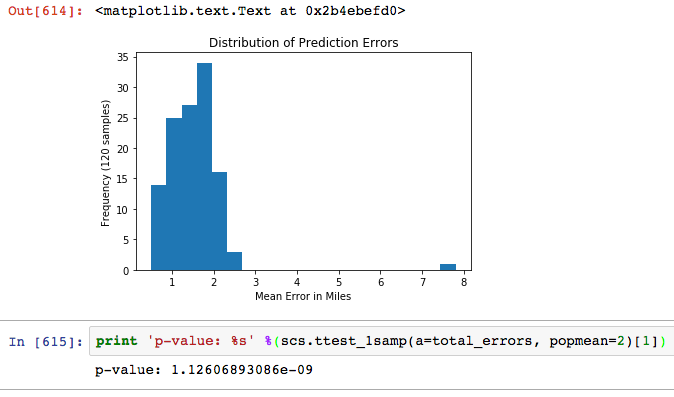 Out[614]: <matplotlib.text.Text at 0x2b4ebefd0>
Distribution of Prediction Errors
35
30
25
20
15
10
5
0
Frequency (120 samples)
1 2 3 4 5 6 7 8
Mean Error in Miles
In [615]: print 'p-value: %s' %(scs.ttest_1samp(a=total_errors, popmean=2)[1])
p-value: 1.12606893086e-09